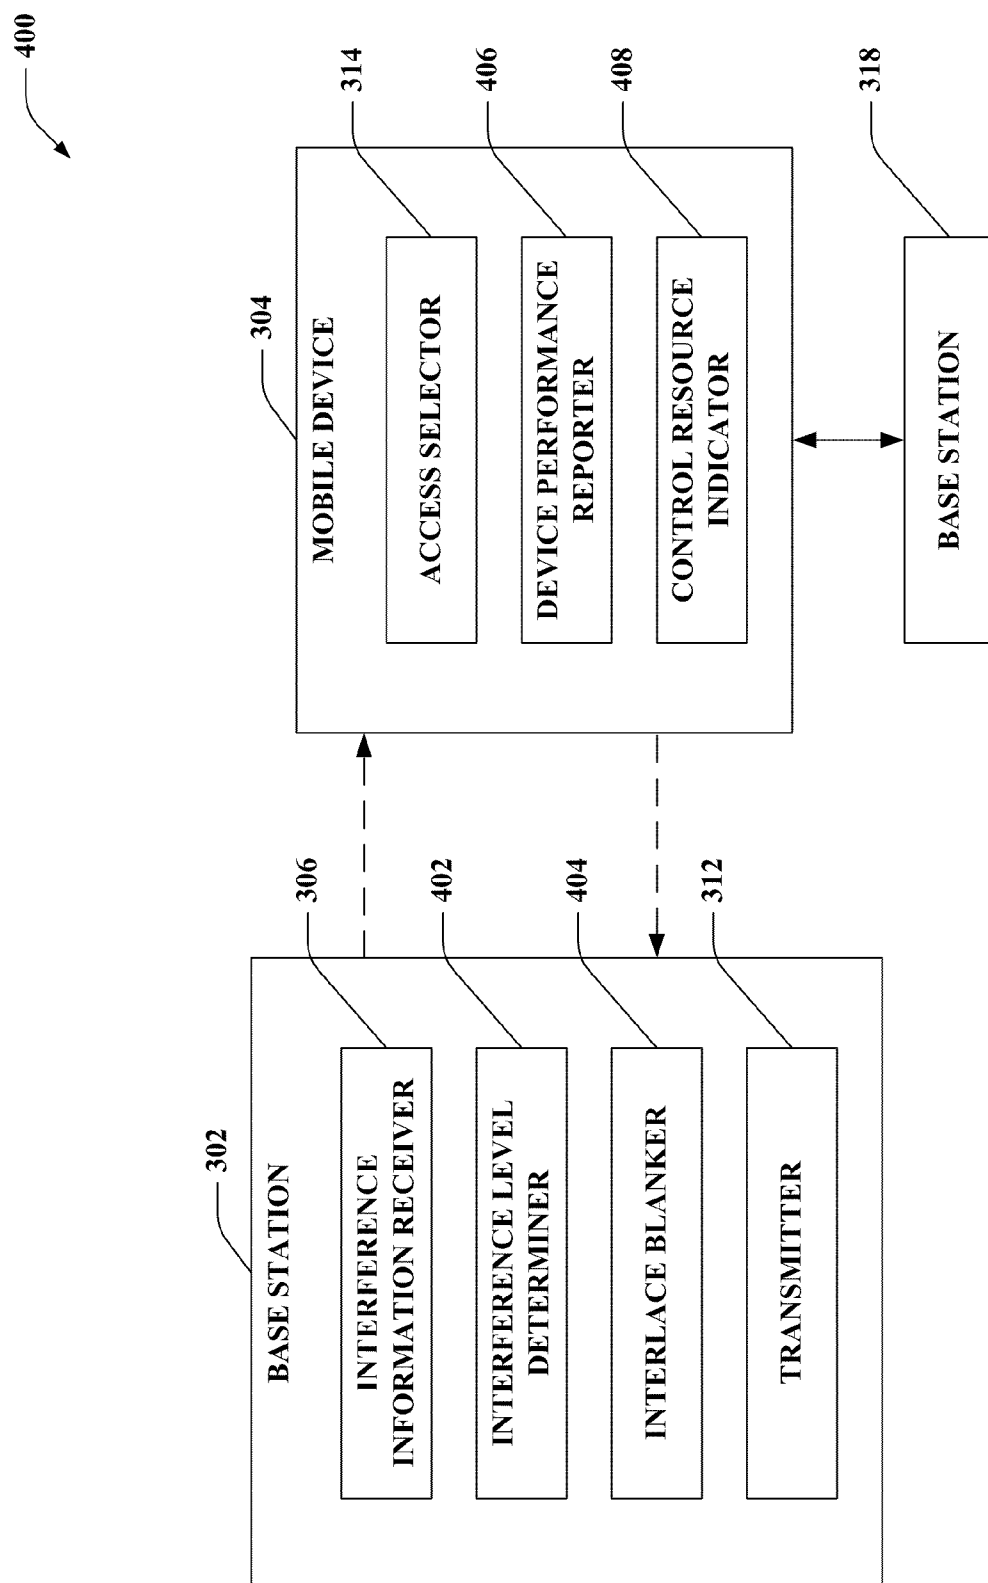 400
302
BASE STATION
306
INTERFERENCE
INFORMATION RECEIVER
402
INTERFERENCE LEVEL
DETERMINER
404
INTERLACE BLANKER
312
TRANSMITTER
304
MOBILE DEVICE
314
ACCESS SELECTOR
406
DEVICE PERFORMANCE
REPORTER
408
CONTROL RESOURCE
INDICATOR
318
BASE STATION